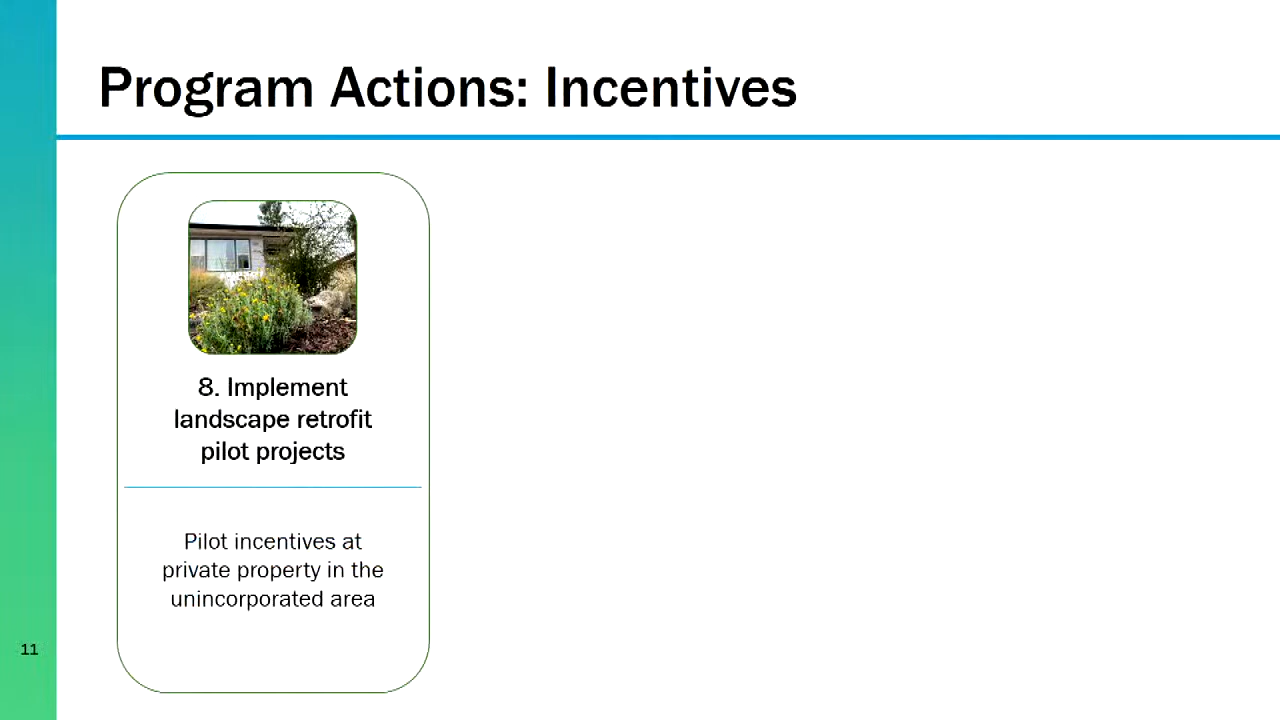 Program Actions: Incentives
8. Implement
landscape retrofit
pilot projects
Pilot incentives at
private property in the
unincorporated area
11